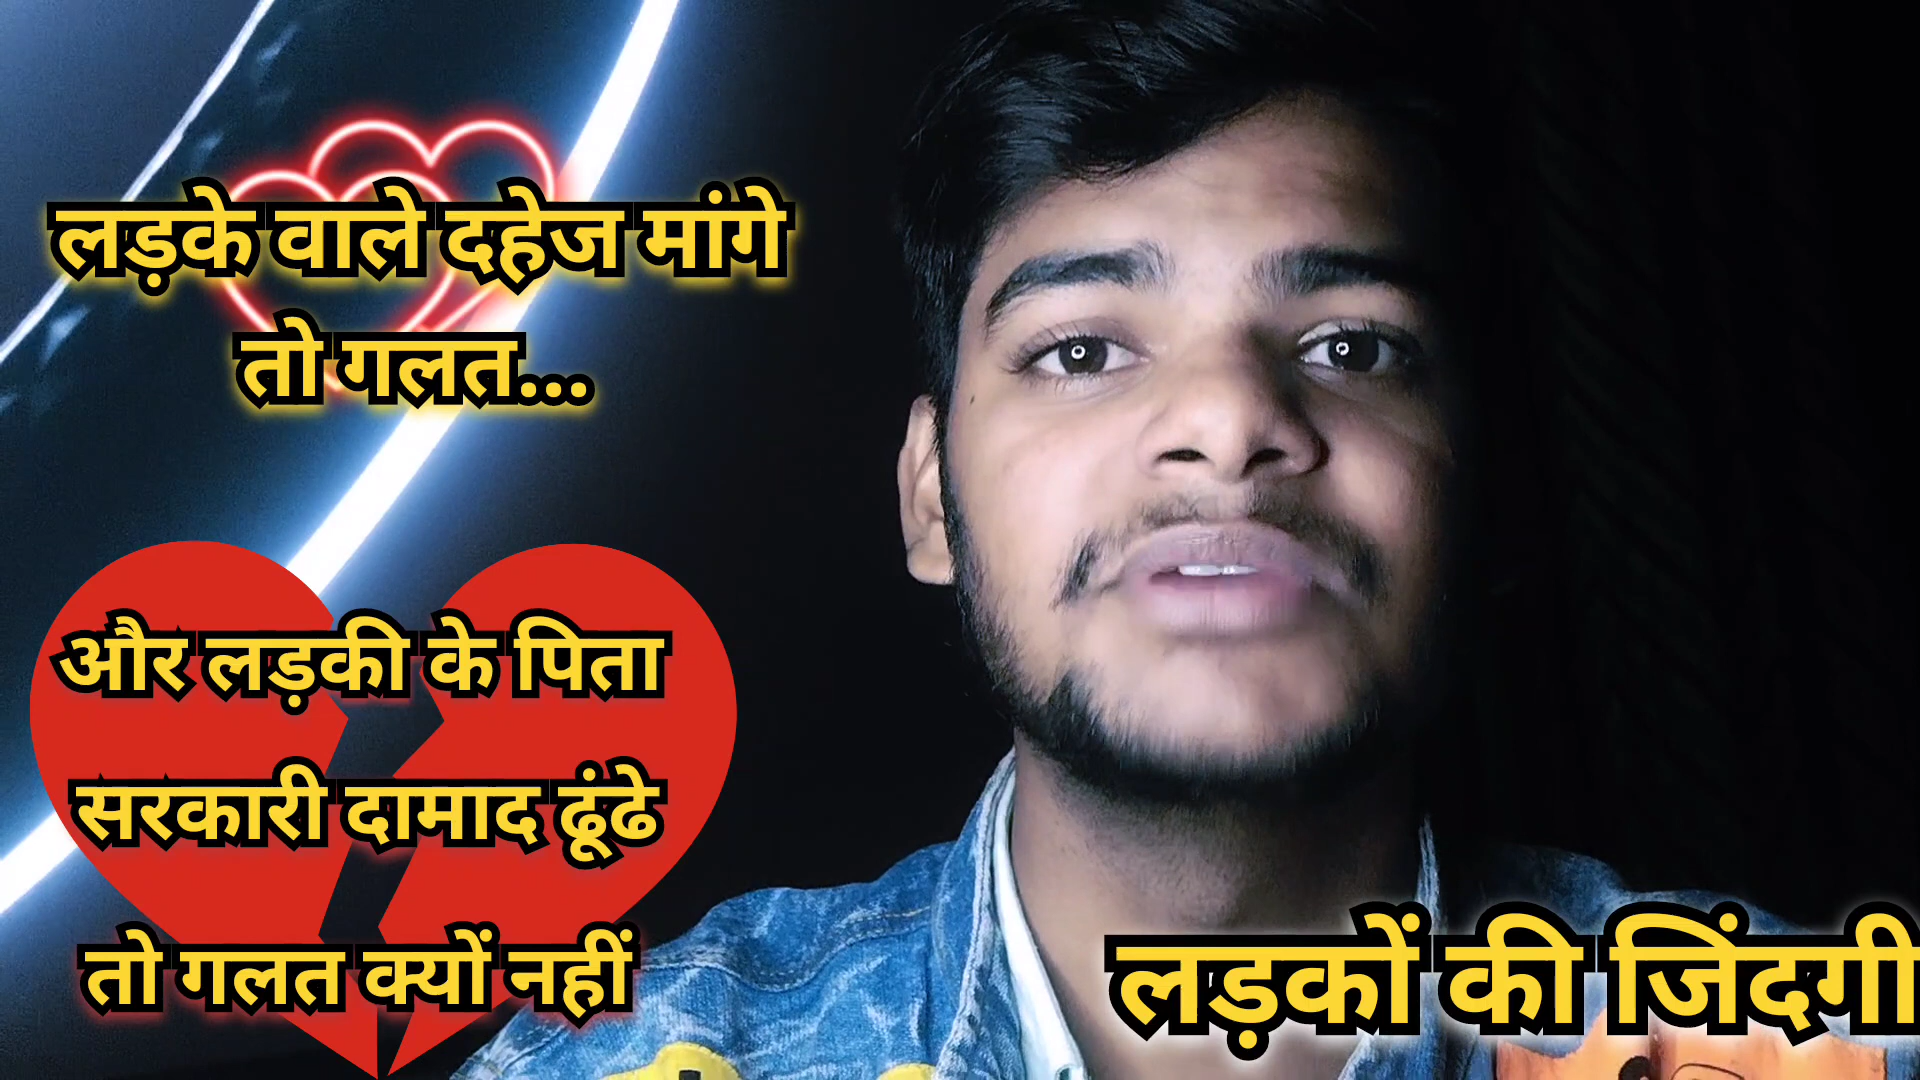 लड़के वाले दहेज मांगे
तो गलत...
और लड़की के पिता
सरकारी दामाद ढूंढे
तो गलत क्यों नहीं
लड़कों की जिंदगी